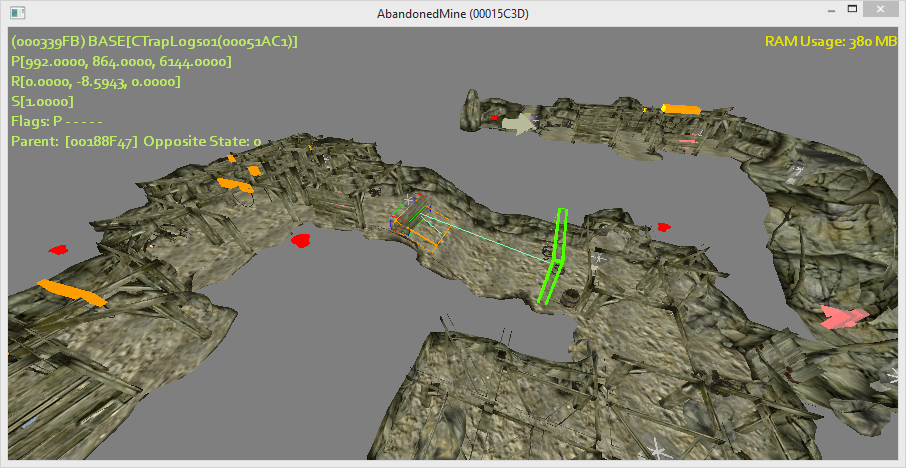 AbandonedMine (00015C3D)
(000339FB) BASE[CTrapLogs01(00051AC1)]
RAM Usage: 380 MB
P[992.0000, 864.0000, 6144.0000]
R[0.0000, -8.5943, 0.0000]
S[1.0000]
Flags: P - - - - -
Parent: [00188F47] Opposite State: 0